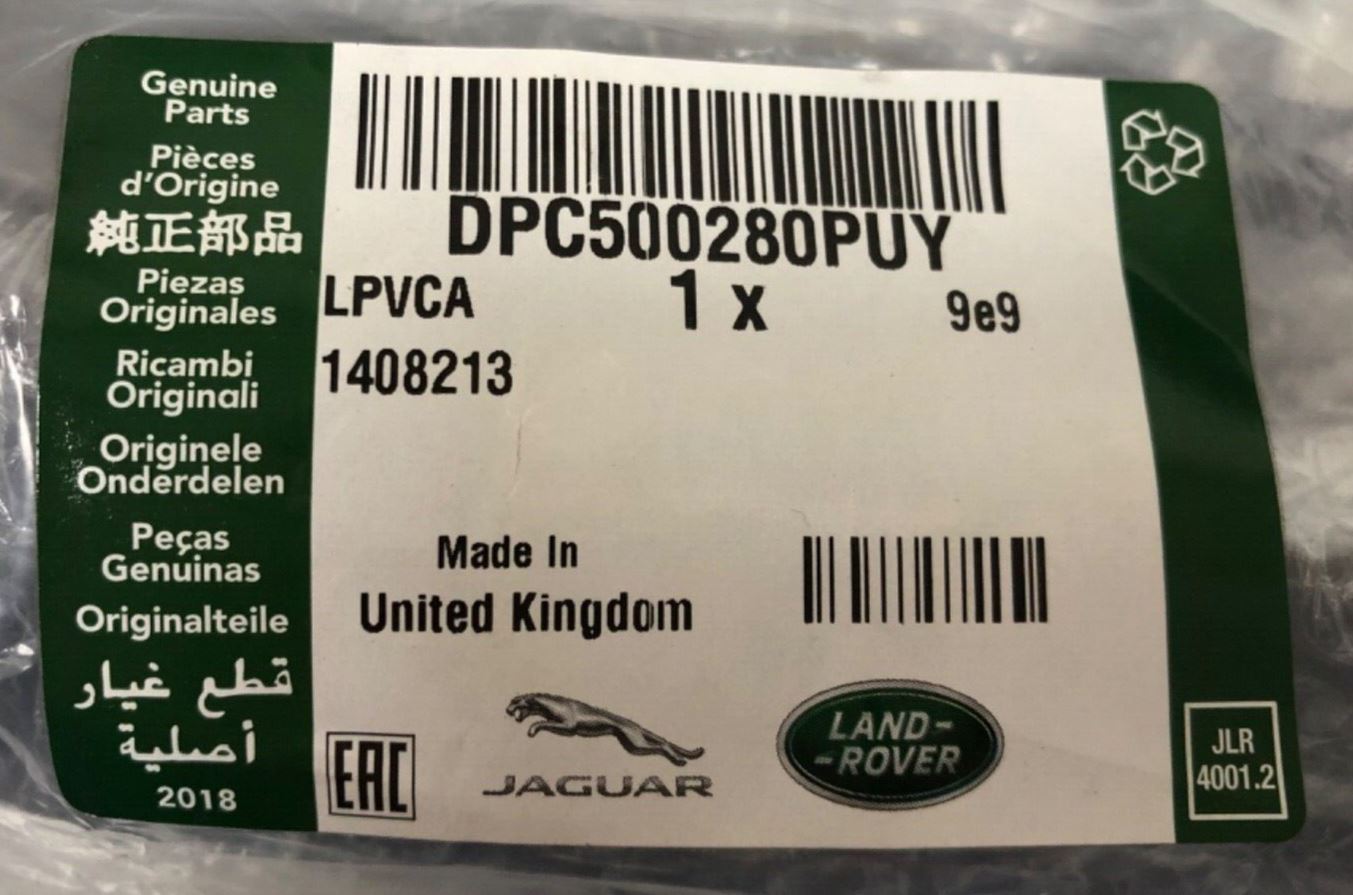 Genuine
Parts
Pièces
d'Origine
純正部品
Piezas
Originales
Ricambi
Originali
Originele
Onderdelen
Peças
Genuinas
Originalteile
قطع غيار
أصلية
2018
DPC500280PUY
LPVCA 1 x 9e9
1408213
Made In
United Kingdom
EAC
JAGUAR
LAND-
-ROVER
JLR
4001.2